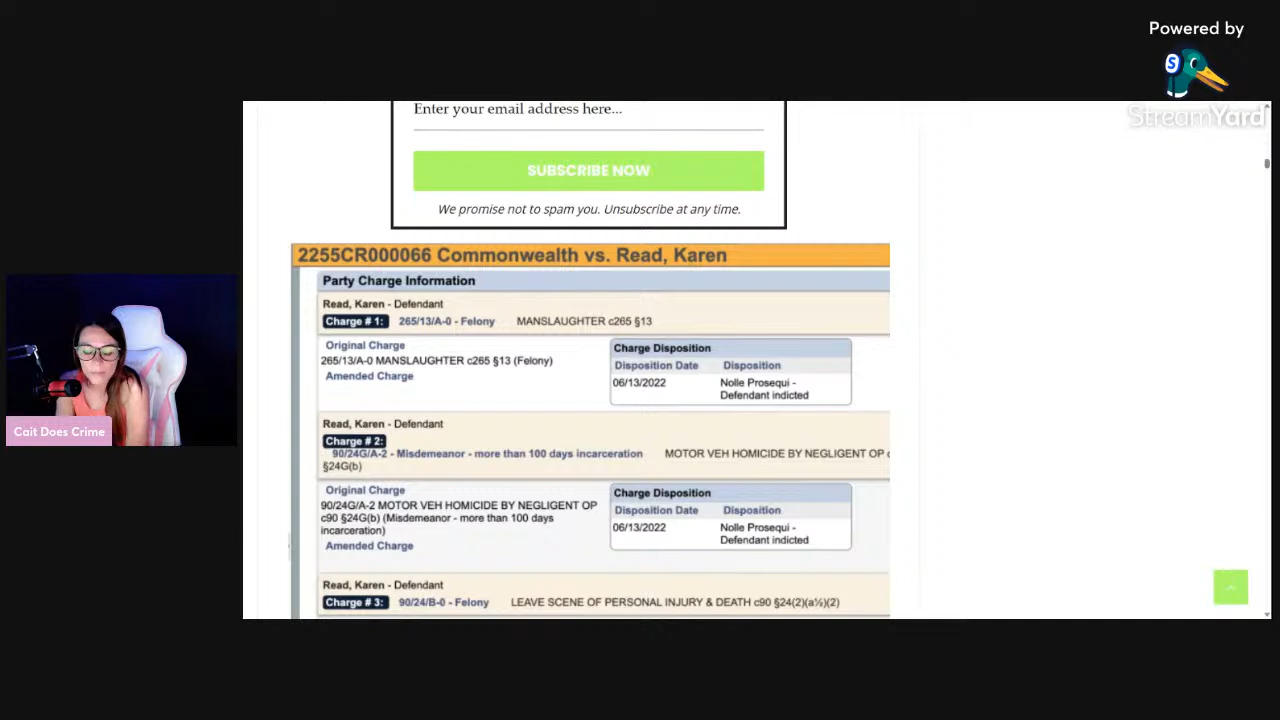 Powered by
StreamYard
Enter your email address here...
SUBSCRIBE NOW
We promise not to spam you. Unsubscribe at any time.
2255CR000066 Commonwealth vs. Read, Karen
Party Charge Information
Read, Karen - Defendant
Charge # 1: 265/13/A-0 - Felony MANSLAUGHTER c265 §13
Original Charge
265/13/A-0 MANSLAUGHTER c265 §13 (Felony)
Amended Charge
Charge Disposition
Disposition Date Disposition
06/13/2022 Nolle Prosequi -
Defendant indicted
Read, Karen - Defendant
Charge # 2:
90/24G/A-2 - Misdemeanor - more than 100 days incarceration MOTOR VEH HOMICIDE BY NEGLIGENT OP c
§24G(b)
Original Charge
90/24G/A-2 MOTOR VEH HOMICIDE BY NEGLIGENT OP
c90 §24G(b) (Misdemeanor - more than 100 days
incarceration)
Amended Charge
Charge Disposition
Disposition Date Disposition
06/13/2022 Nolle Prosequi -
Defendant indicted
Read, Karen - Defendant
Charge # 3: 90/24/B-0 - Felony LEAVE SCENE OF PERSONAL INJURY & DEATH c90 §24(2)(a½)(2)
Cait Does Crime